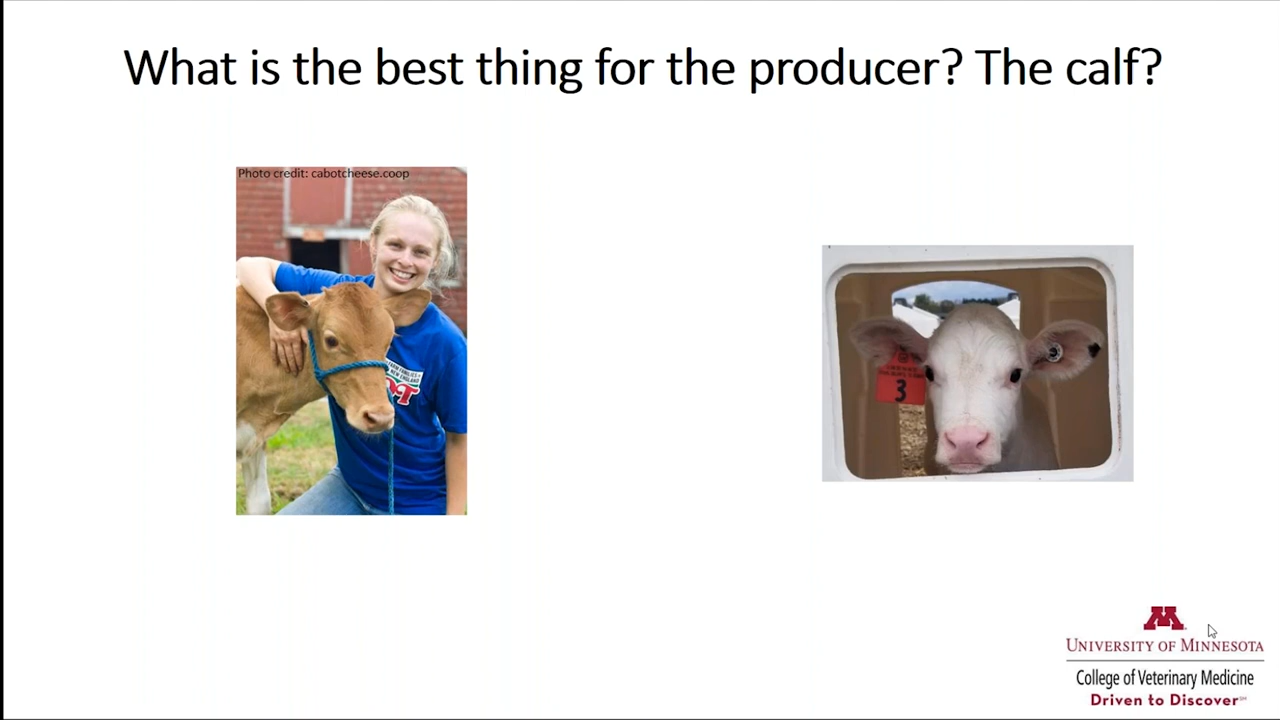 What is the best thing for the producer? The calf?
Photo credit: cabotcheese.coop
3
M
UNIVERSITY OF MINNESOTA
College of Veterinary Medicine
Driven to Discover